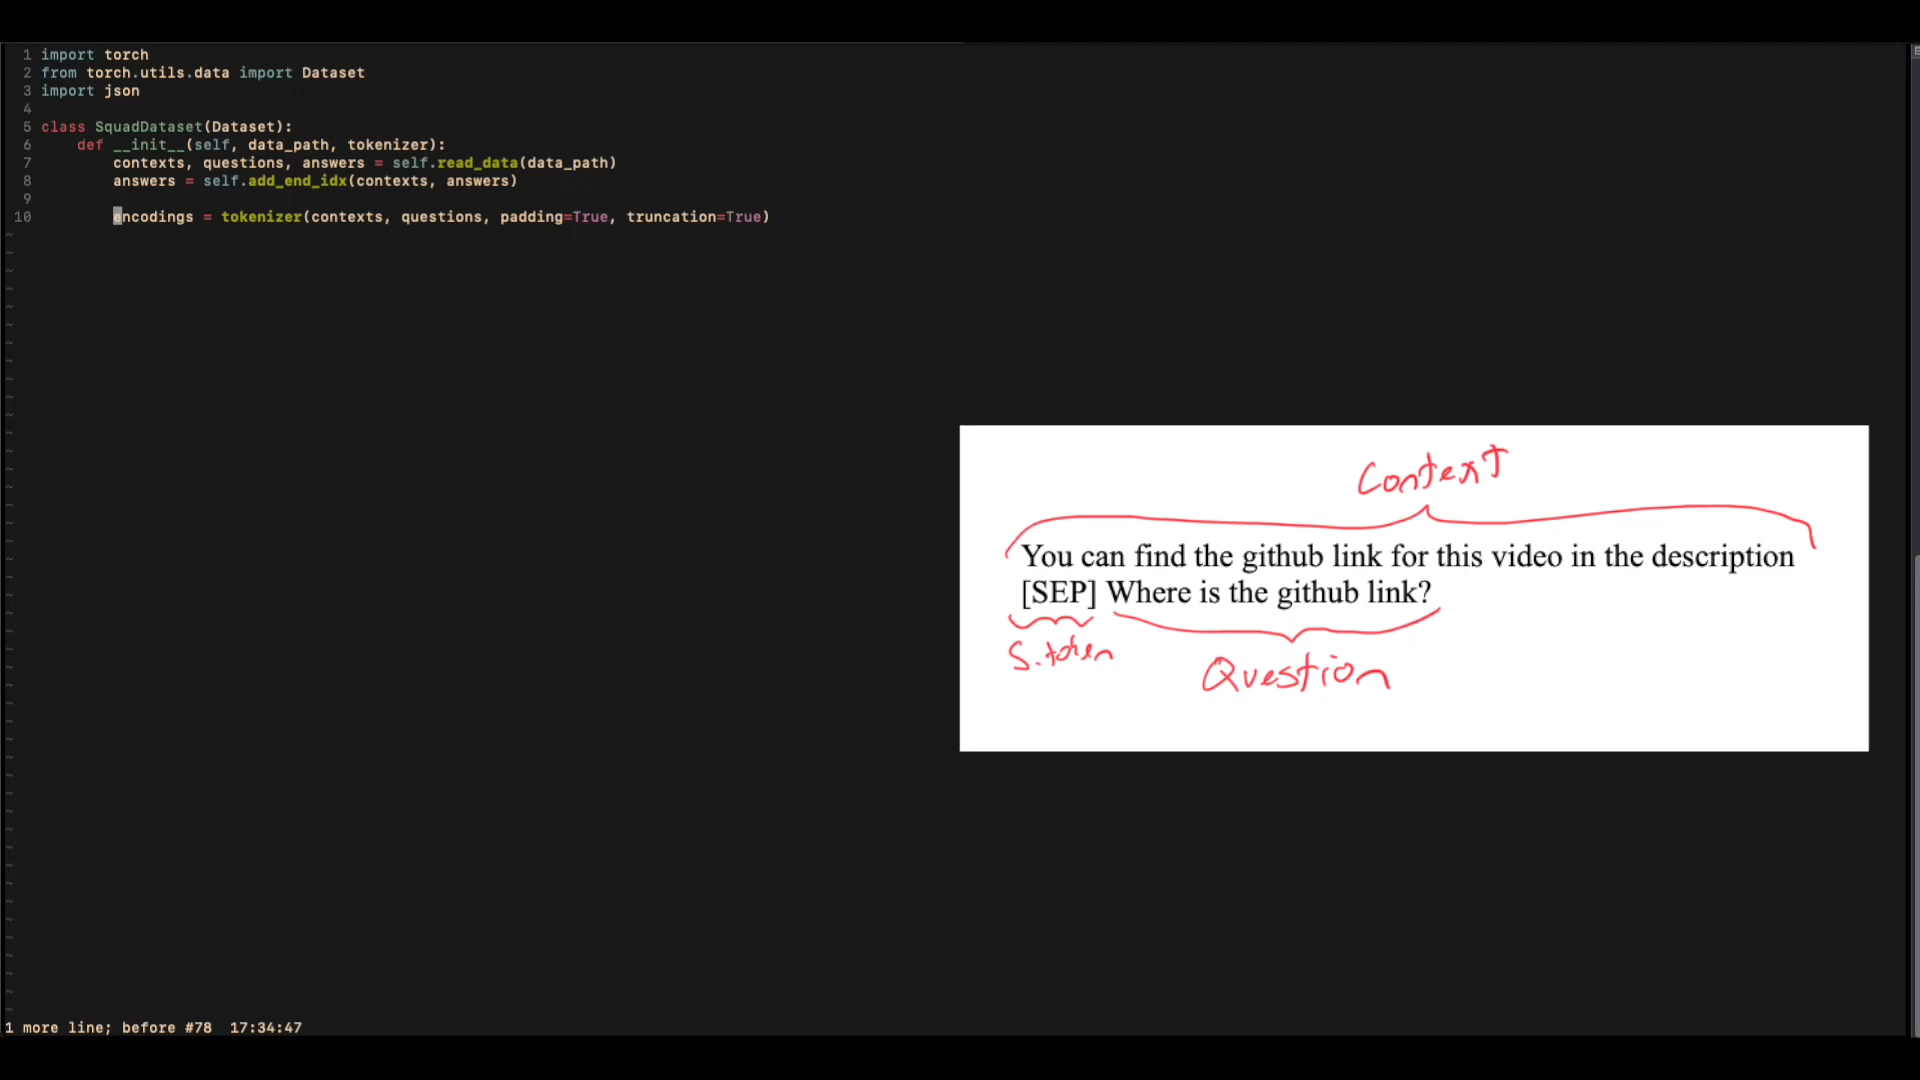 1 import torch
2 from torch.utils.data import Dataset
3 import json
4
5 class SquadDataset(Dataset):
6     def __init__(self, data_path, tokenizer):
7         contexts, questions, answers = self.read_data(data_path)
8         answers = self.add_end_idx(contexts, answers)
9
10         encodings = tokenizer(contexts, questions, padding=True, truncation=True)
Context
You can find the github link for this video in the description
[SEP] Where is the github link?
S.token
Question
1 more line; before #78  17:34:47